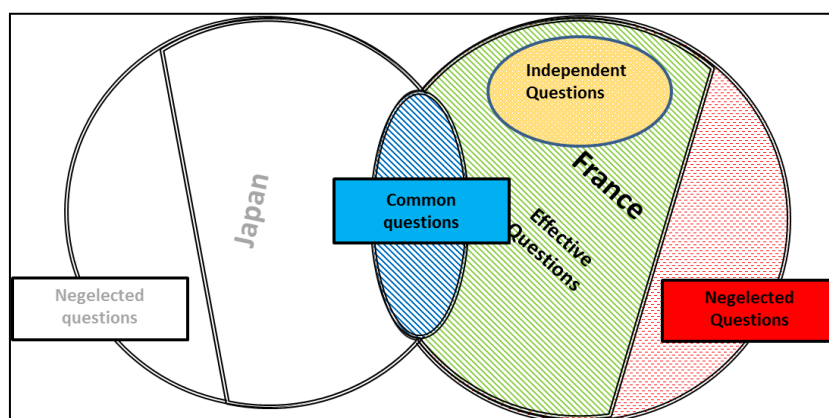 Independent
Questions
France
Japan
Common
questions
Effective
Questions
Negelected
questions
Negelected
Questions